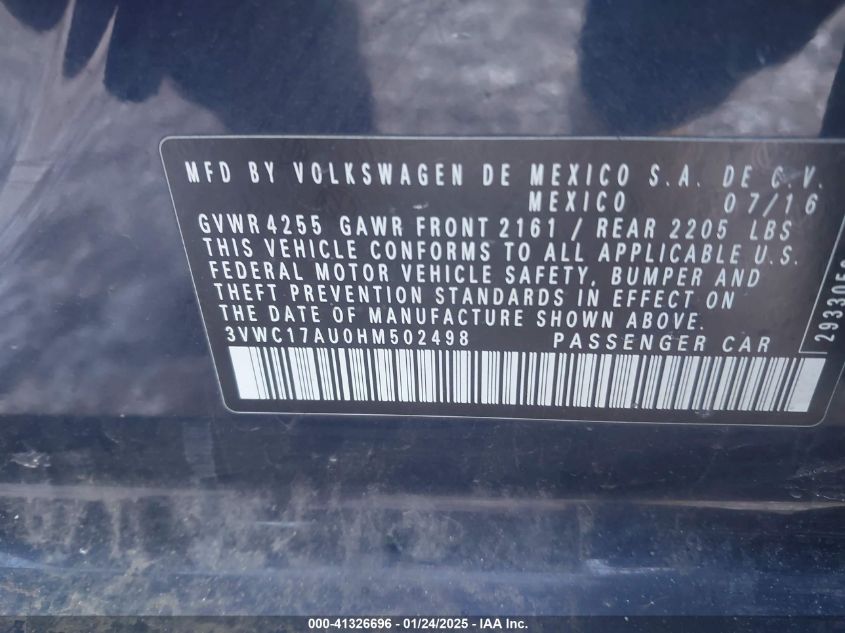 MFD BY VOLKSWAGEN DE MEXICO S.A. DE C.V.
MEXICO 07/16
GVWR 4255 GAWR FRONT 2161 / REAR 2205 LBS
THIS VEHICLE CONFORMS TO ALL APPLICABLE U.S.
FEDERAL MOTOR VEHICLE SAFETY, BUMPER AND
THEFT PREVENTION STANDARDS IN EFFECT ON
THE DATE OF MANUFACTURE SHOWN ABOVE.
3VWC17AU0HM502498 PASSENGER CAR
000-41326696 - 01/24/2025 - IAA Inc.